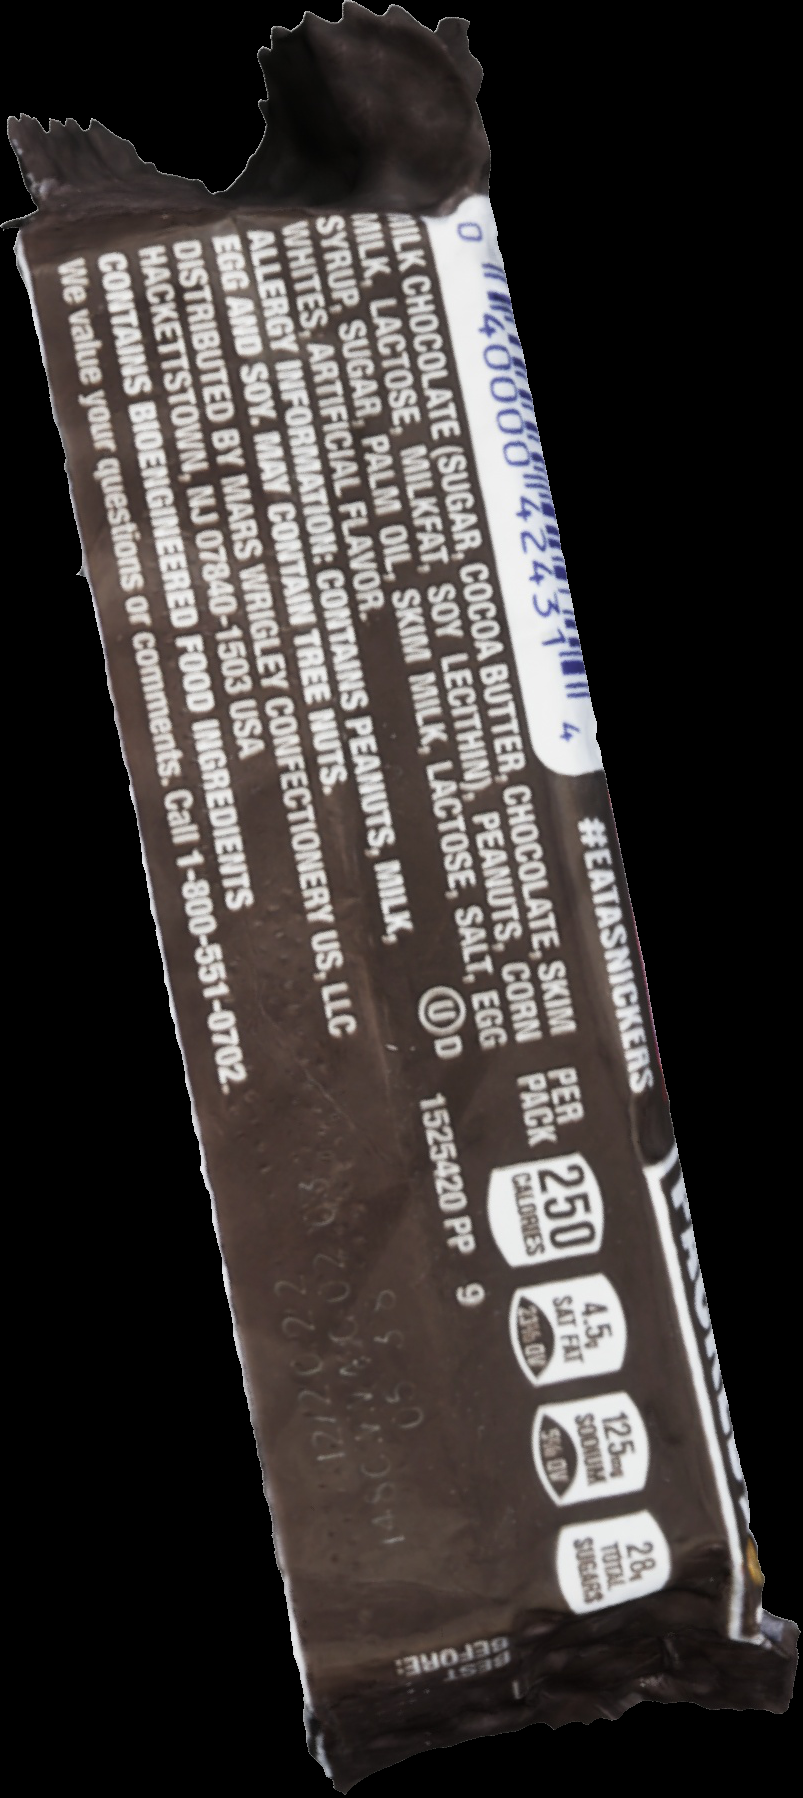 0 40000 42431 4
#EATASNICKERS
MILK CHOCOLATE (SUGAR, COCOA BUTTER, CHOCOLATE, SKIM
MILK, LACTOSE, MILKFAT, SOY LECITHIN), PEANUTS, CORN
SYRUP, SUGAR, PALM OIL, SKIM MILK, LACTOSE, SALT, EGG
WHITES, ARTIFICIAL FLAVOR.
ALLERGY INFORMATION: CONTAINS PEANUTS, MILK,
EGG AND SOY. MAY CONTAIN TREE NUTS.
DISTRIBUTED BY MARS WRIGLEY CONFECTIONERY US, LLC
HACKETTSTOWN, NJ 07840-1503 USA
CONTAINS BIOENGINEERED FOOD INGREDIENTS
We value your questions or comments. Call 1-800-551-0702.
U D
1525420 PP 9
PER
PACK
250
CALORIES
4.5g
SAT FAT
23% DV
125mg
SODIUM
5% DV
28g
TOTAL
SUGARS
12/2022
BEST
BEFORE: